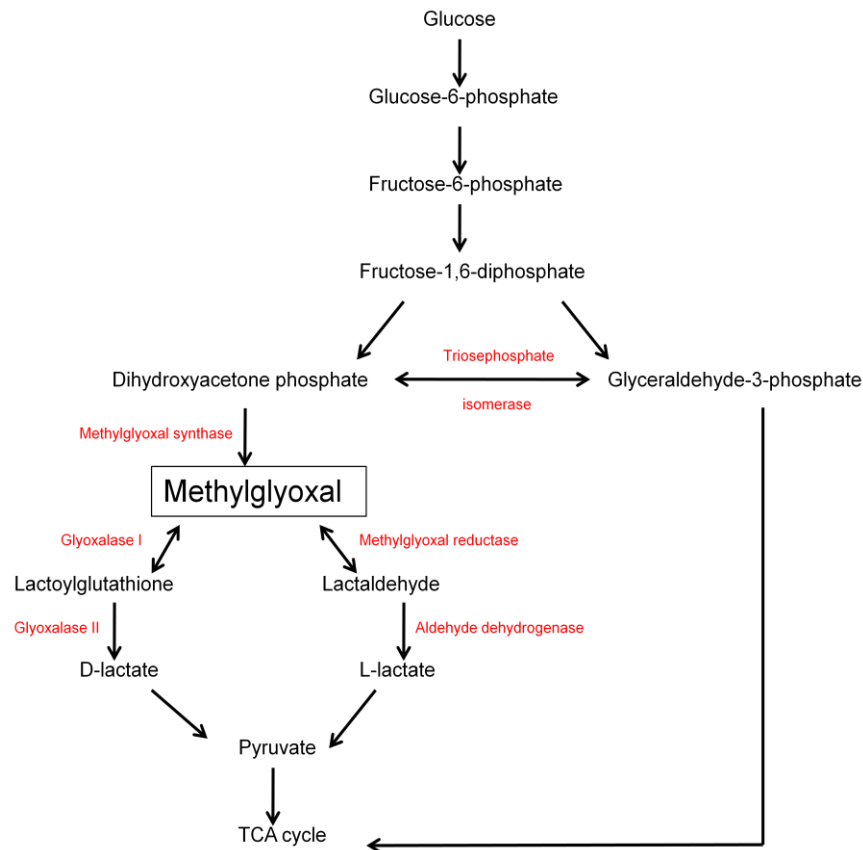 Glucose
Glucose-6-phosphate
Fructose-6-phosphate
Fructose-1,6-diphosphate
Triosephosphate
Dihydroxyacetone phosphate
Glyceraldehyde-3-phosphate
isomerase
Methylglyoxal synthase
Methylglyoxal
Glyoxalase I
Methylglyoxal reductase
Lactoylglutathione
Lactaldehyde
Glyoxalase II
Aldehyde dehydrogenase
D-lactate
L-lactate
Pyruvate
TCA cycle